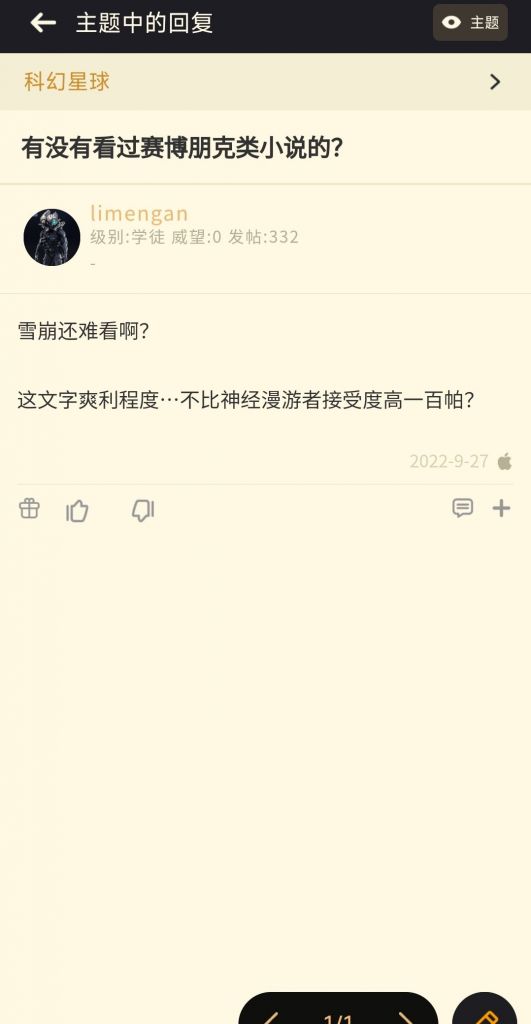 主题中的回复
主题
科幻星球
有没有看过赛博朋克类小说的?
limengan
级别:学徒 威望:0 发帖:332
-
雪崩还难看啊?
这文字爽利程度…不比神经漫游者接受度高一百帕?
2022-9-27
1/1